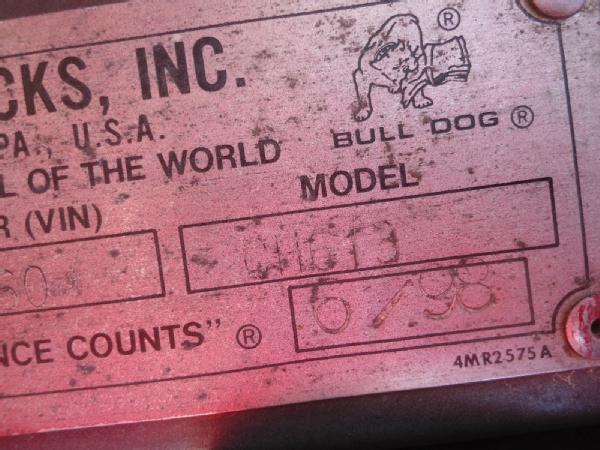 CKS, INC.
PA., U.S.A.
BULL DOG ®
L OF THE WORLD
R (VIN)
MODEL
CH613
6/98
NCE COUNTS" ®
4MR2575A